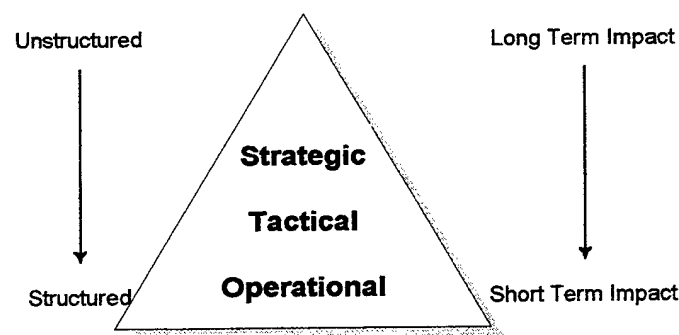 Unstructured
Long Term Impact
Strategic
Tactical
Operational
Structured
Short Term Impact